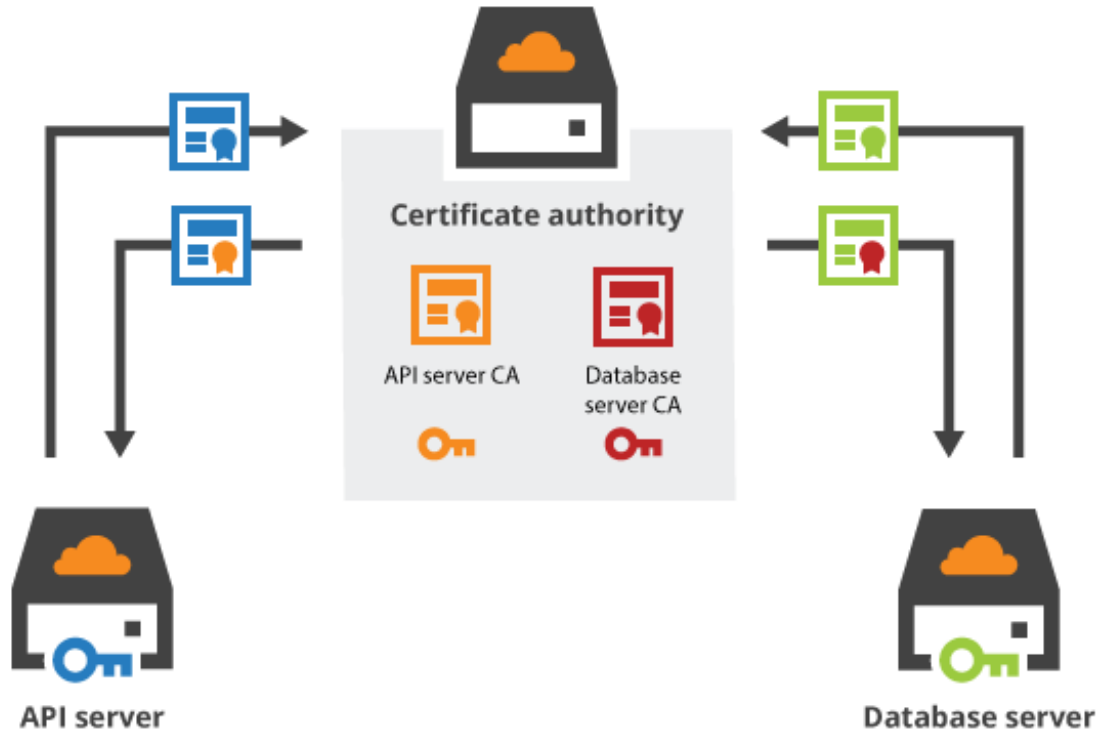 Certificate authority
API server CA
Database
server CA
API server
Database server